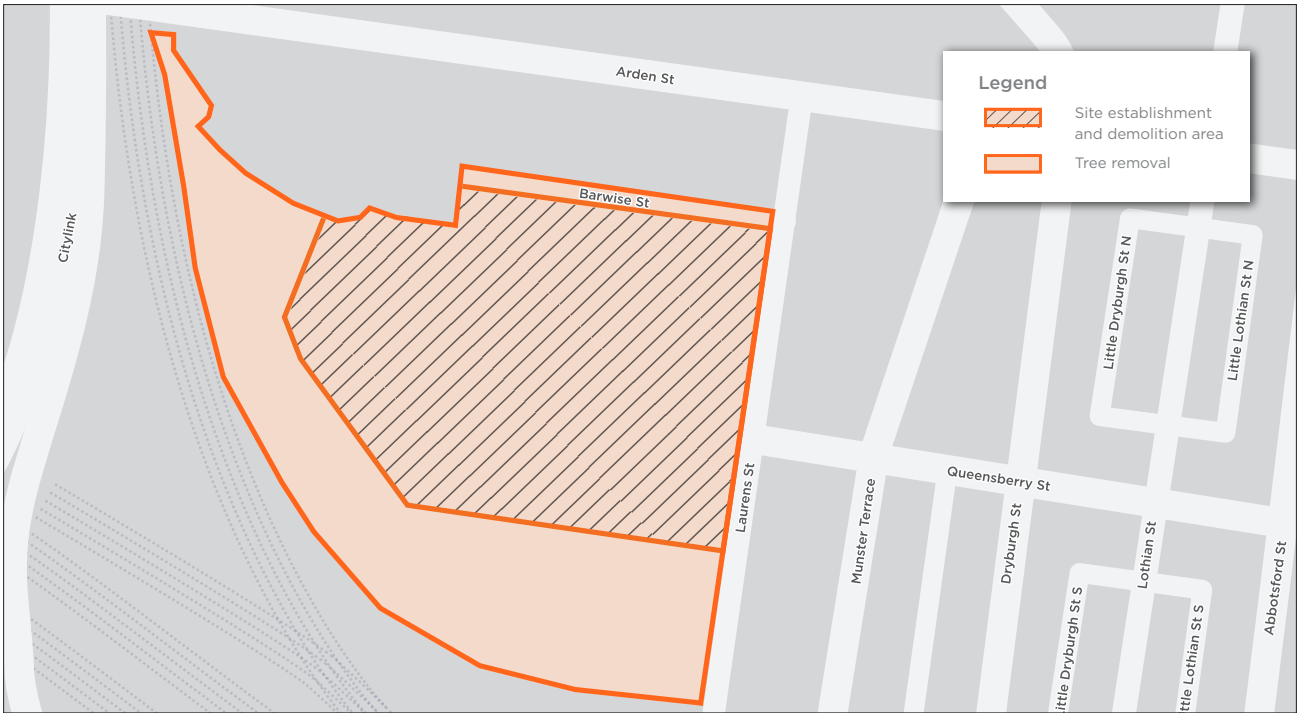 Arden St
Legend
Site establishment
and demolition area
Tree removal
Barwise St
Citylink
Little Dryburgh St N
Little Lothian St N
Queensberry St
Laurens St
Munster Terrace
Dryburgh St
Lothian St
Abbotsford St
ittle Dryburgh St S
ttle Lothian St S